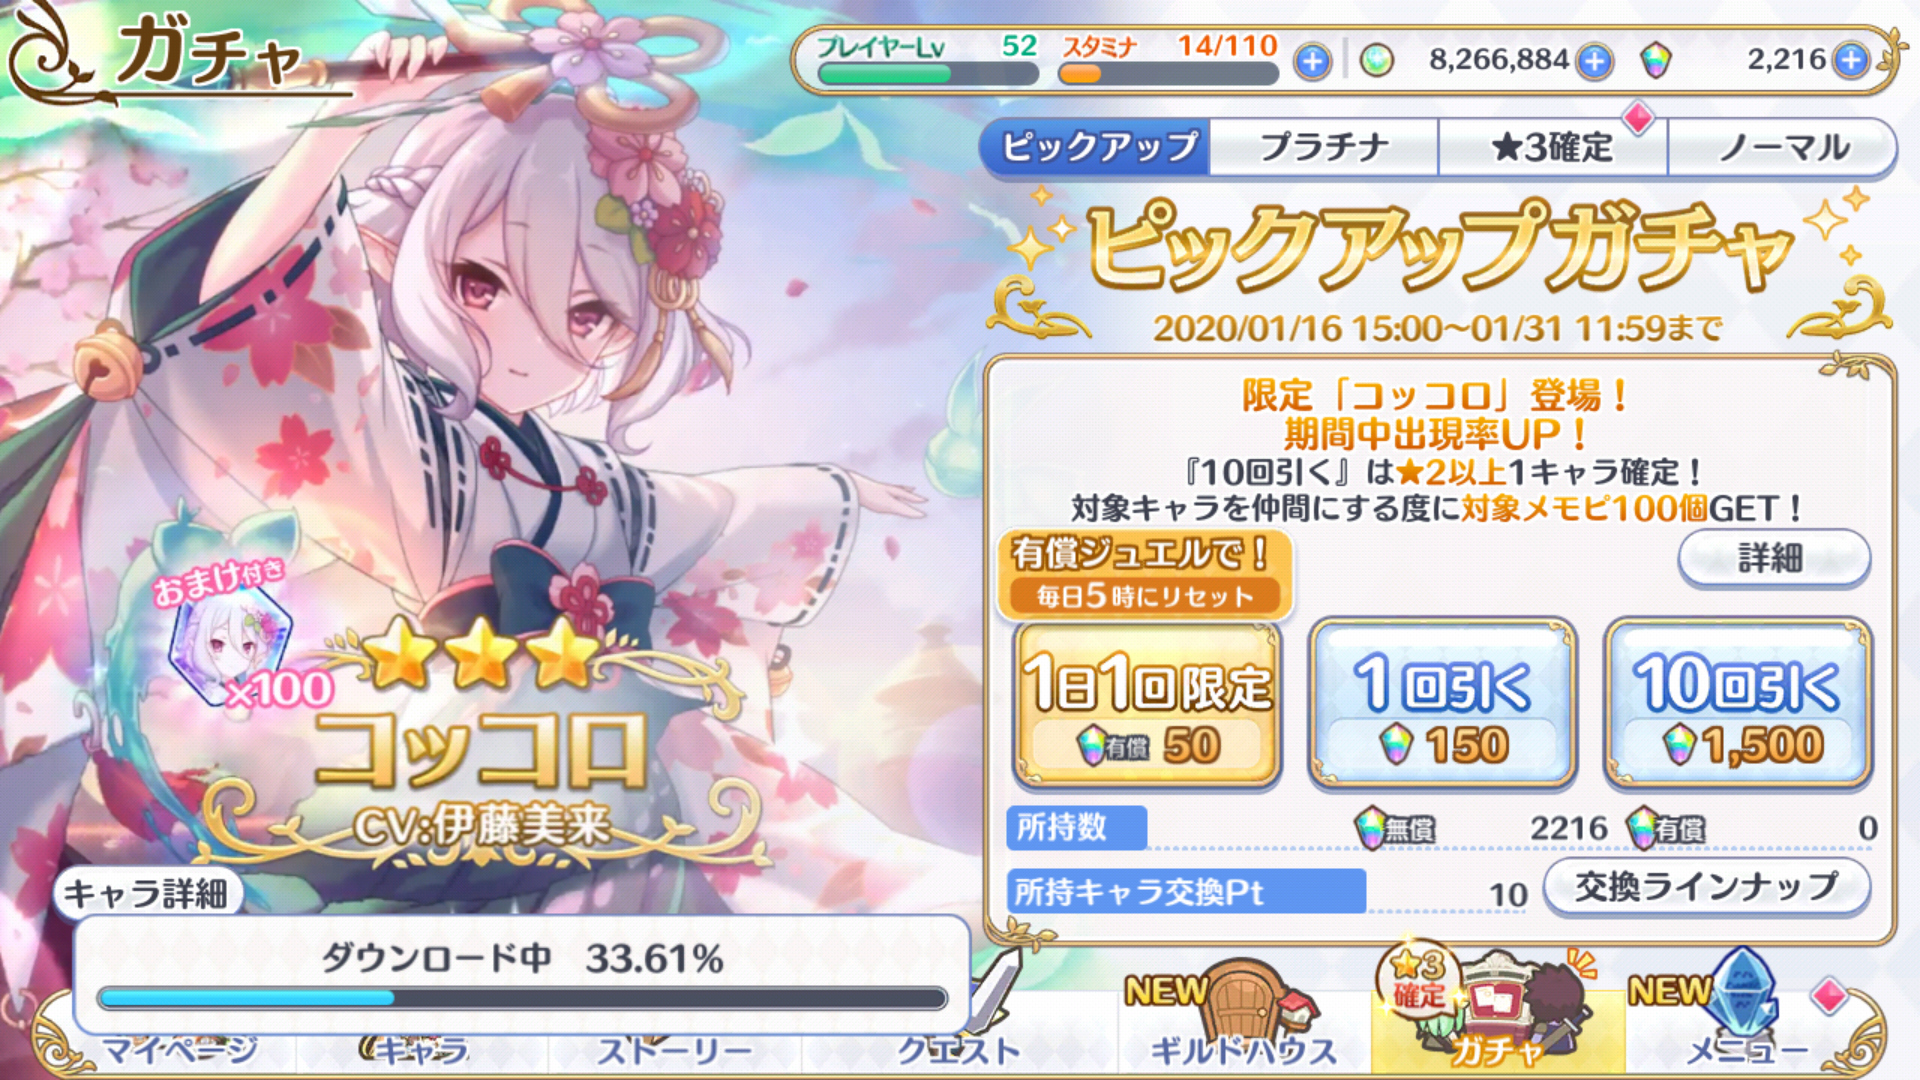 ガチャ
プレイヤーLv 52 スタミナ 14/110 8,266,884 2,216
ピックアップ プラチナ ★3確定 ノーマル
ピックアップガチャ
2020/01/16 15:00～01/31 11:59まで
限定「コッコロ」登場！
期間中出現率UP！
『10回引く』は★2以上1キャラ確定！
対象キャラを仲間にする度に対象メモピ100個GET！
詳細
有償ジュエルで！
毎日5時にリセット
1日1回限定
有償 50
1回引く
150
10回引く
1,500
所持数 無償 2216 有償 0
所持キャラ交換Pt 10 交換ラインナップ
おまけ付き
×100
コッコロ
CV:伊藤美来
キャラ詳細
ダウンロード中 33.61%
NEW ★3 NEW
確定
マイページ キャラ ストーリー クエスト ギルドハウス ガチャ メニュー